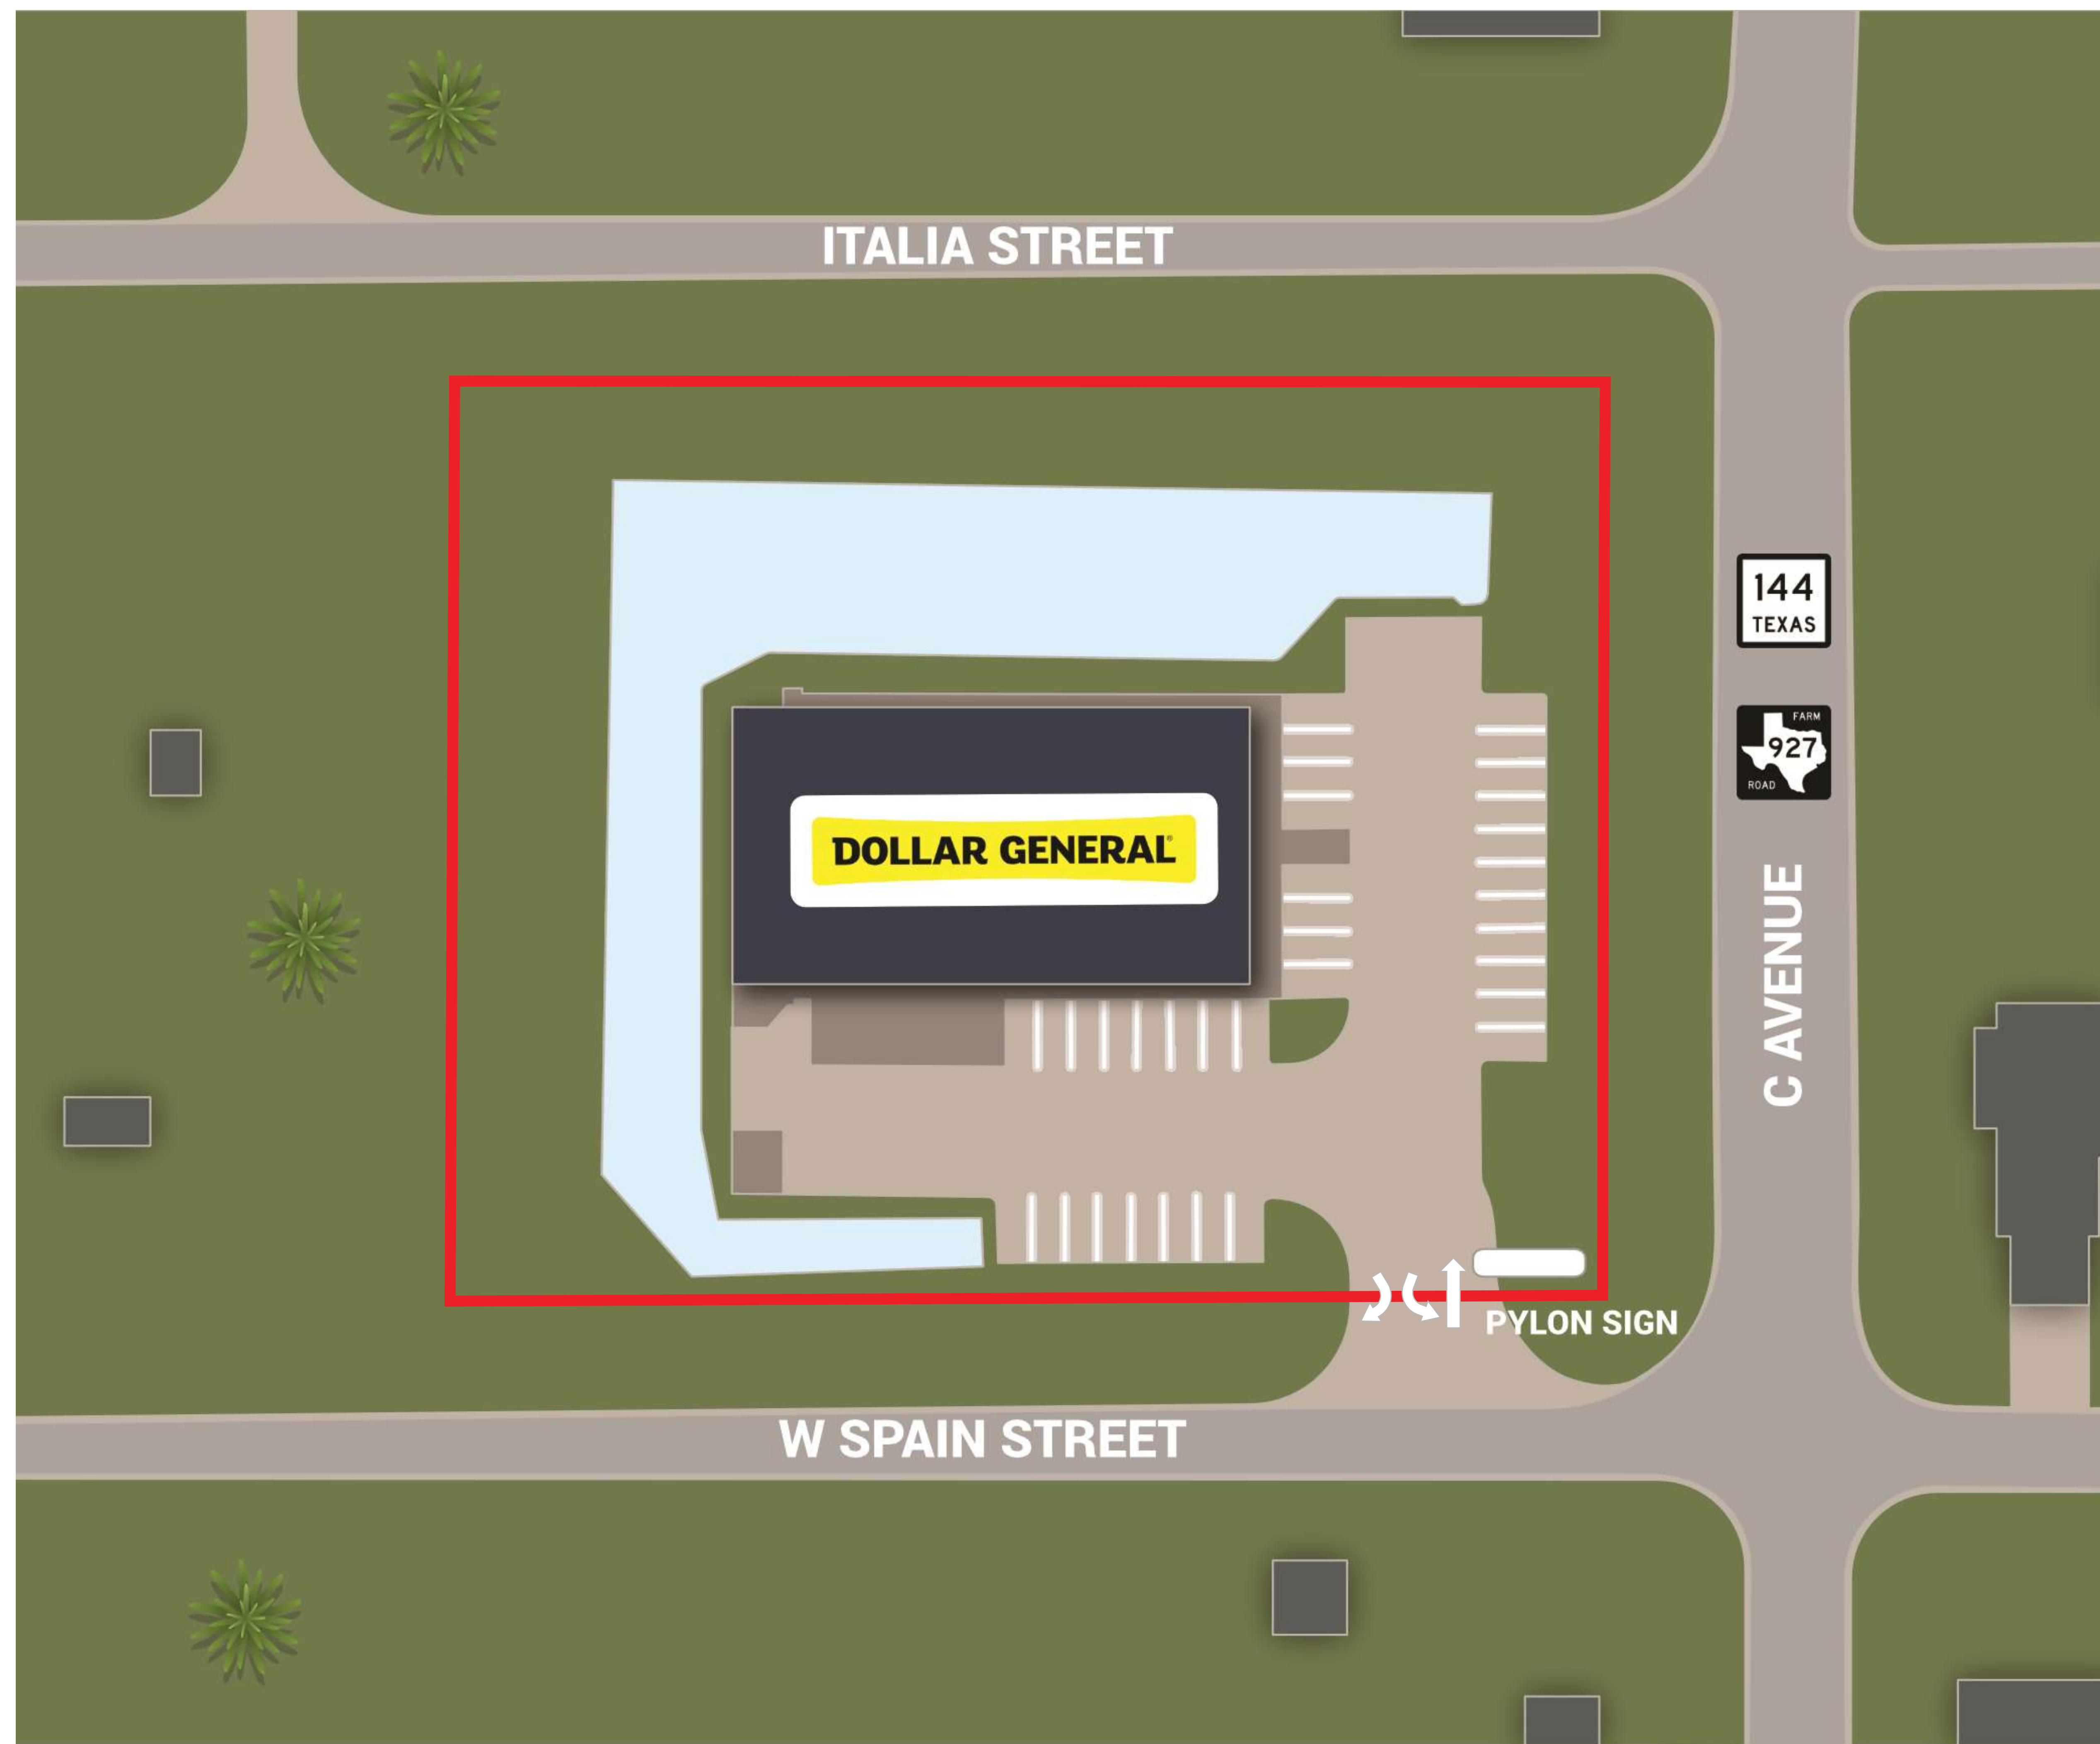 ITALIA STREET
144
TEXAS
FARM
927
ROAD
DOLLAR GENERAL®
C AVENUE
PYLON SIGN
W SPAIN STREET